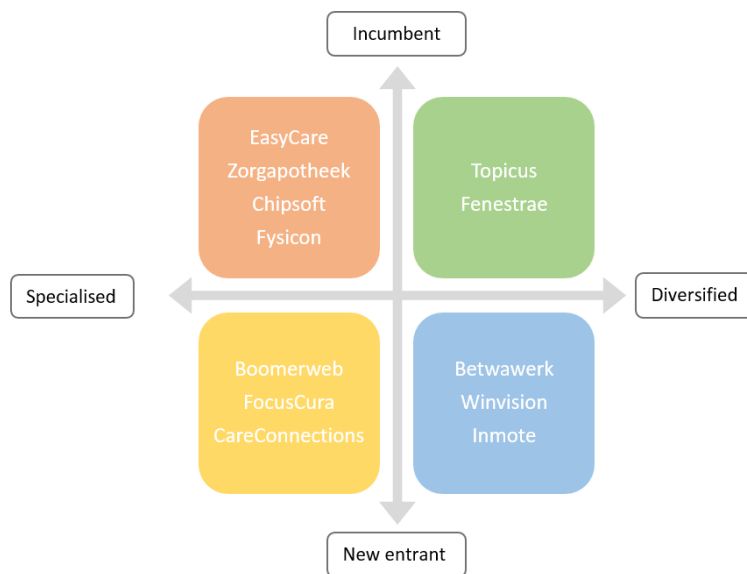 Incumbent
EasyCare
Zorgapotheek
Chipsoft
Fysicon
Topicus
Fenestrae
Specialised
Diversified
Boomerweb
FocusCura
CareConnections
Betwawerk
Winvision
Inmote
New entrant